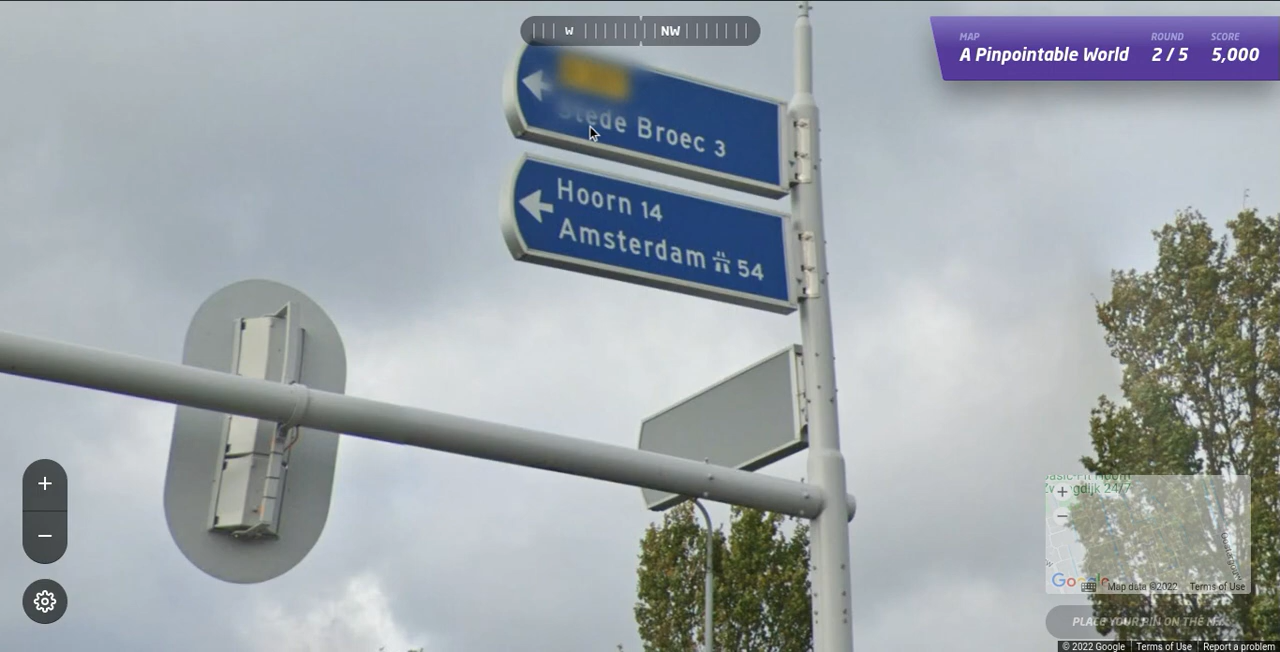 W NW
MAP ROUND SCORE
A Pinpointable World 2 / 5 5,000
Stede Broec 3
Hoorn 14
Amsterdam 54
+
−
+
−
Google Map data ©2022 Terms of Use
© 2022 Google Terms of Use Report a problem